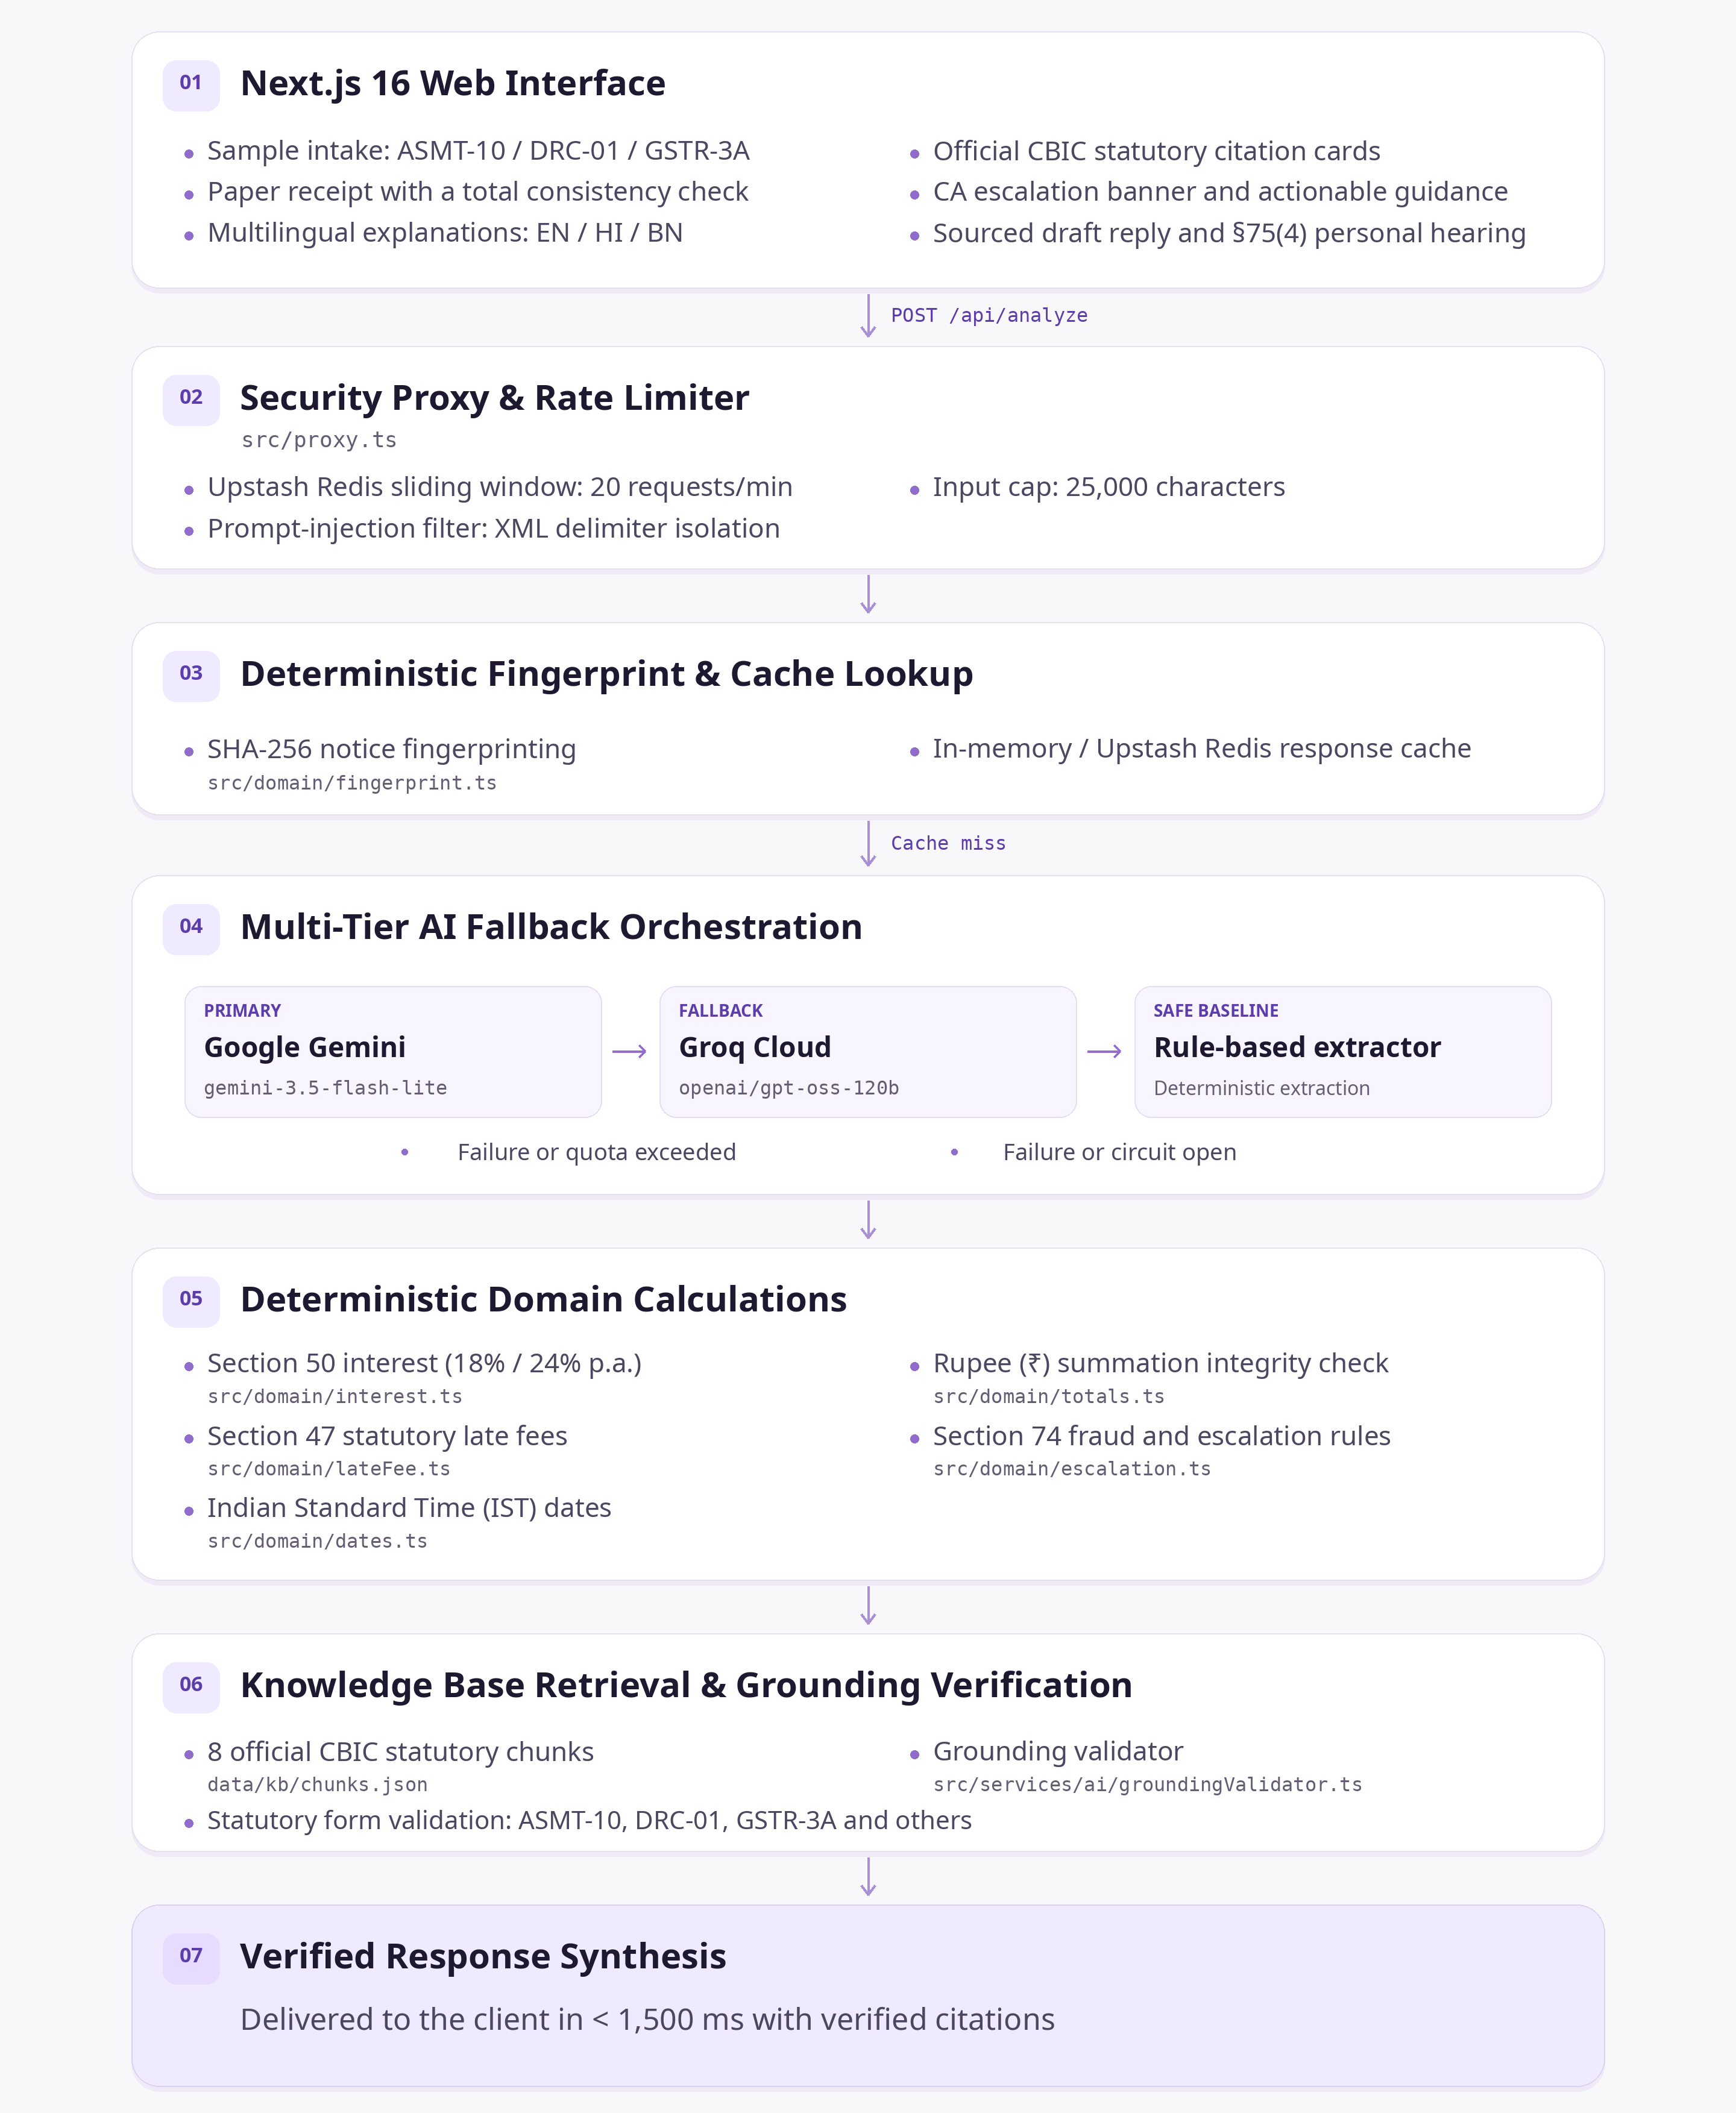 01
Next.js 16 Web Interface
Sample intake: ASMT-10 / DRC-01 / GSTR-3A
Paper receipt with a total consistency check
Multilingual explanations: EN / HI / BN
Official CBIC statutory citation cards
CA escalation banner and actionable guidance
Sourced draft reply and §75(4) personal hearing
POST /api/analyze
02
Security Proxy & Rate Limiter
src/proxy.ts
Upstash Redis sliding window: 20 requests/min
Prompt-injection filter: XML delimiter isolation
Input cap: 25,000 characters
03
Deterministic Fingerprint & Cache Lookup
SHA-256 notice fingerprinting
src/domain/fingerprint.ts
In-memory / Upstash Redis response cache
Cache miss
04
Multi-Tier AI Fallback Orchestration
PRIMARY
Google Gemini
gemini-3.5-flash-lite
FALLBACK
Groq Cloud
openai/gpt-oss-120b
SAFE BASELINE
Rule-based extractor
Deterministic extraction
Failure or quota exceeded
Failure or circuit open
05
Deterministic Domain Calculations
Section 50 interest (18% / 24% p.a.)
src/domain/interest.ts
Section 47 statutory late fees
src/domain/lateFee.ts
Indian Standard Time (IST) dates
src/domain/dates.ts
Rupee (₹) summation integrity check
src/domain/totals.ts
Section 74 fraud and escalation rules
src/domain/escalation.ts
06
Knowledge Base Retrieval & Grounding Verification
8 official CBIC statutory chunks
data/kb/chunks.json
Grounding validator
src/services/ai/groundingValidator.ts
Statutory form validation: ASMT-10, DRC-01, GSTR-3A and others
07
Verified Response Synthesis
Delivered to the client in < 1,500 ms with verified citations